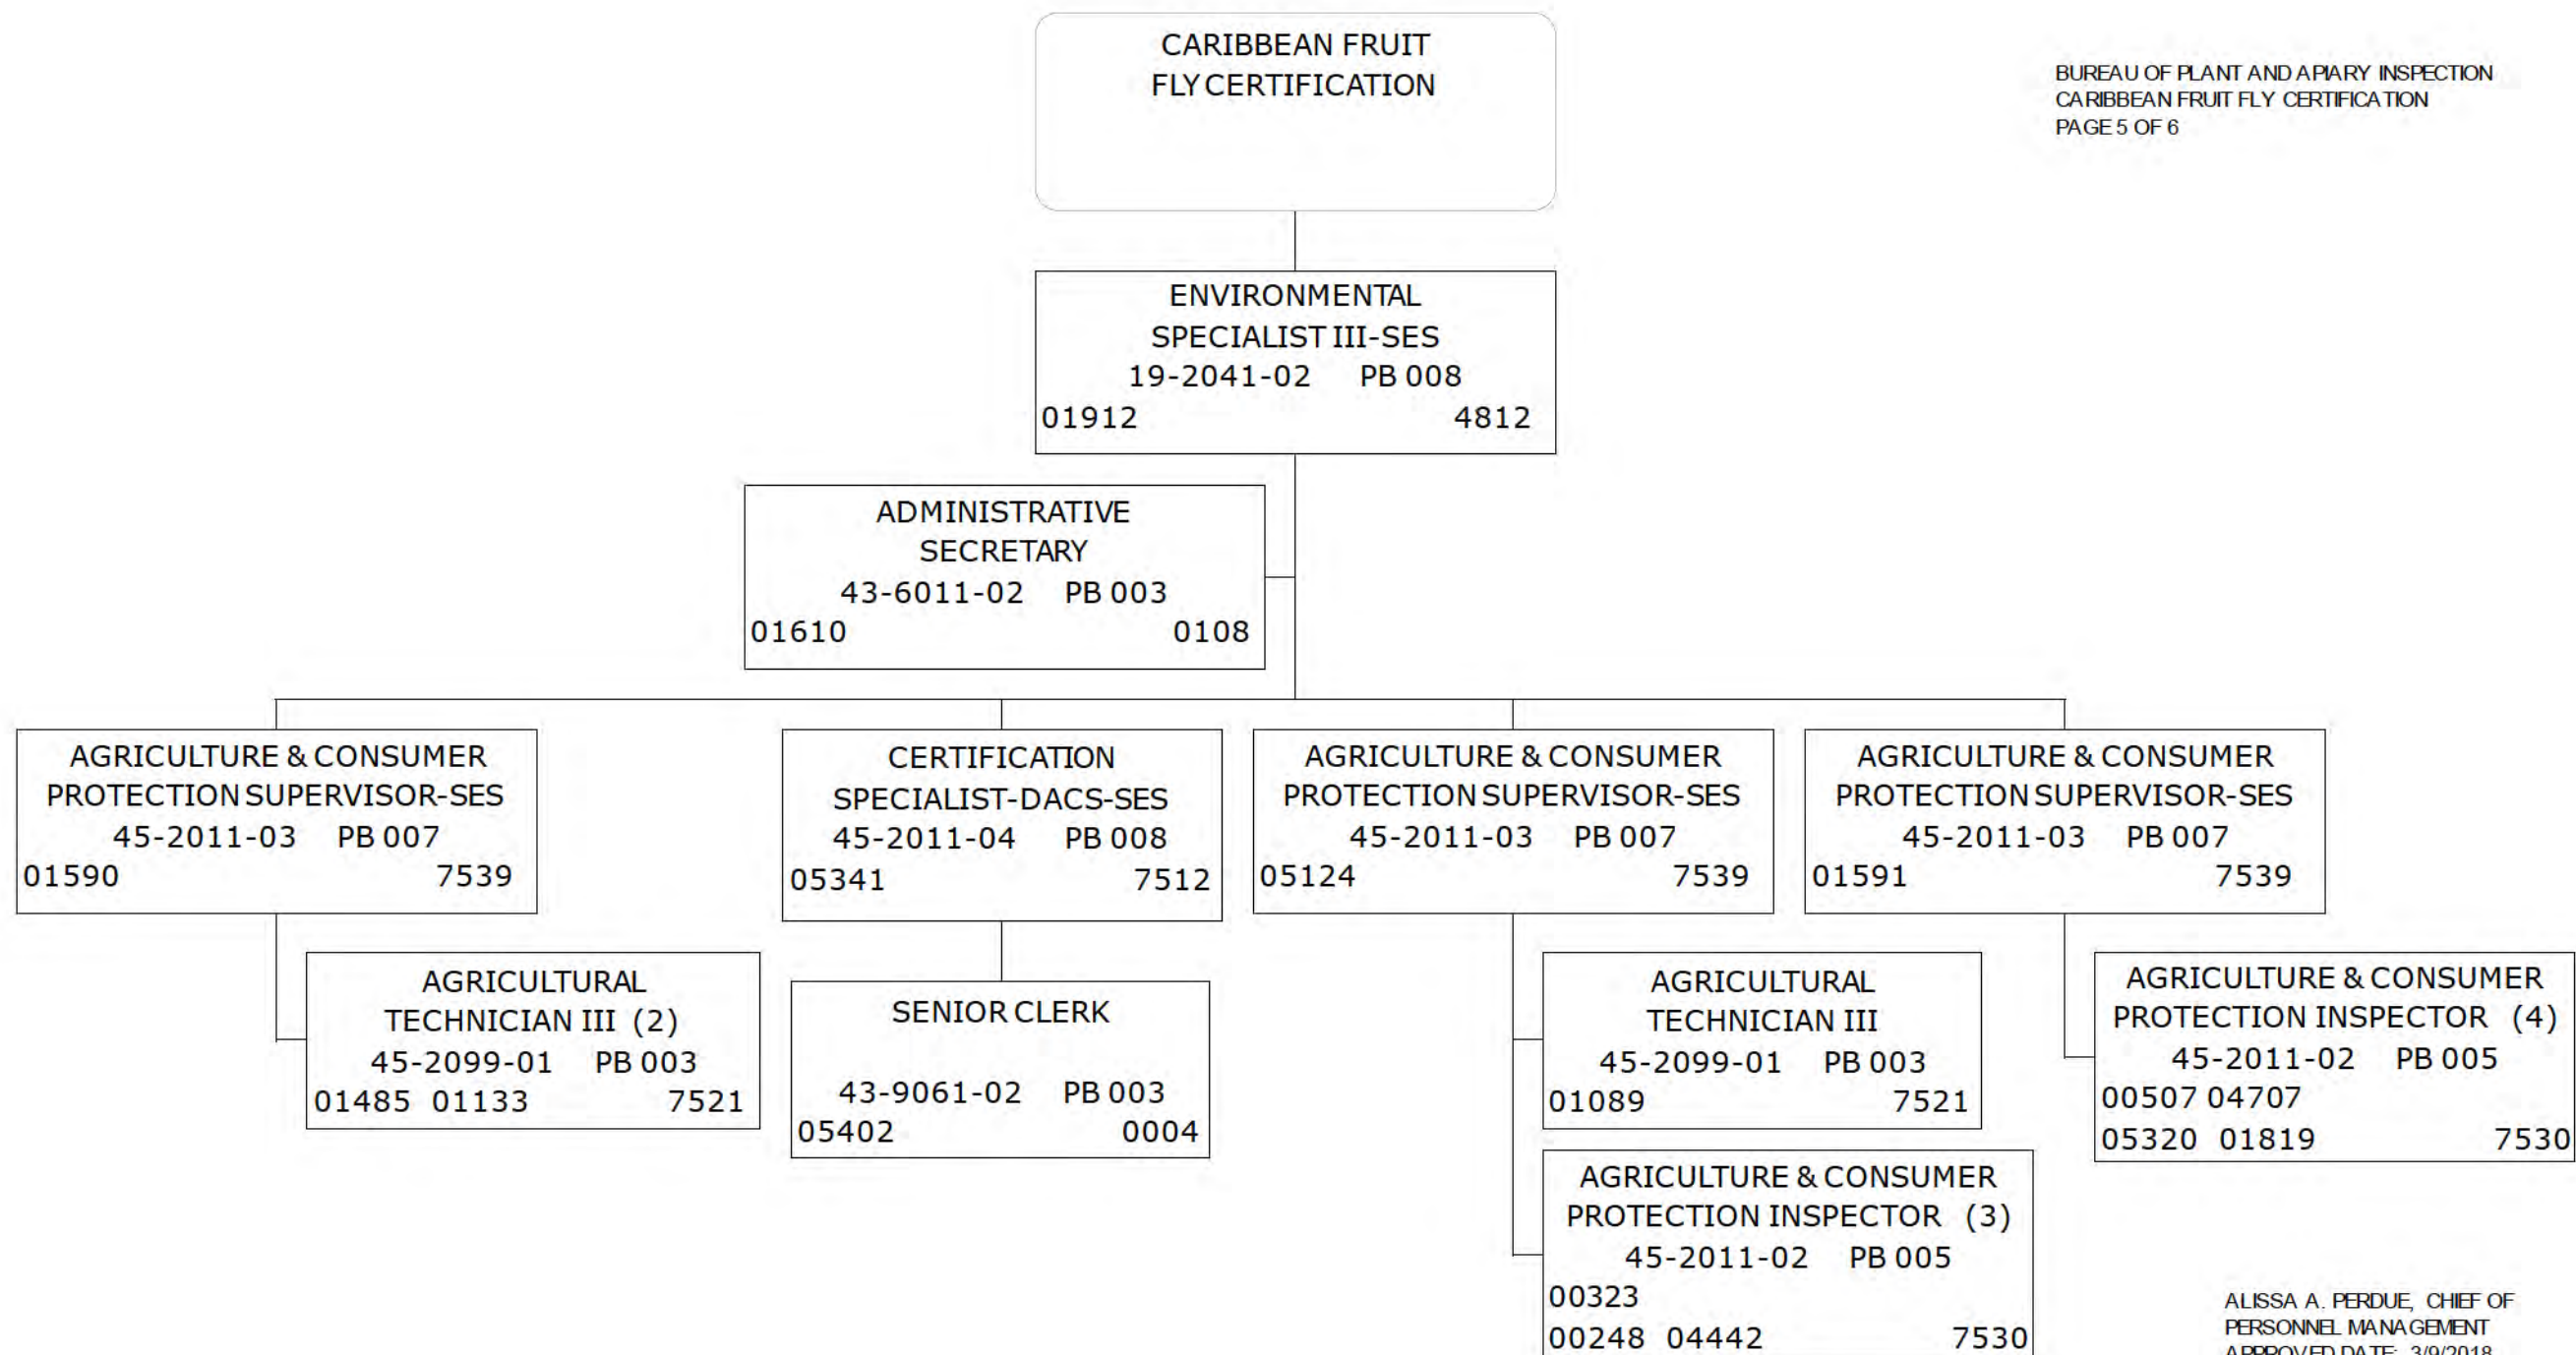 CARIBBEAN FRUIT
FLY CERTIFICATION
BUREAU OF PLANT AND APIARY INSPECTION
CARIBBEAN FRUIT FLY CERTIFICATION
PAGE 5 OF 6
ENVIRONMENTAL
SPECIALIST III-SES
19-2041-02 PB 008
01912 4812
ADMINISTRATIVE
SECRETARY
43-6011-02 PB 003
01610 0108
AGRICULTURE & CONSUMER
PROTECTION SUPERVISOR-SES
45-2011-03 PB 007
01590 7539
CERTIFICATION
SPECIALIST-DACS-SES
45-2011-04 PB 008
05341 7512
AGRICULTURE & CONSUMER
PROTECTION SUPERVISOR-SES
45-2011-03 PB 007
05124 7539
AGRICULTURE & CONSUMER
PROTECTION SUPERVISOR-SES
45-2011-03 PB 007
01591 7539
AGRICULTURAL
TECHNICIAN III (2)
45-2099-01 PB 003
01485 01133 7521
SENIOR CLERK
43-9061-02 PB 003
05402 0004
AGRICULTURAL
TECHNICIAN III
45-2099-01 PB 003
01089 7521
AGRICULTURE & CONSUMER
PROTECTION INSPECTOR (3)
45-2011-02 PB 005
00323
00248 04442 7530
AGRICULTURE & CONSUMER
PROTECTION INSPECTOR (4)
45-2011-02 PB 005
00507 04707
05320 01819 7530
ALISSA A. PERDUE, CHIEF OF
PERSONNEL MANAGEMENT
APPROVED DATE: 3/9/2018